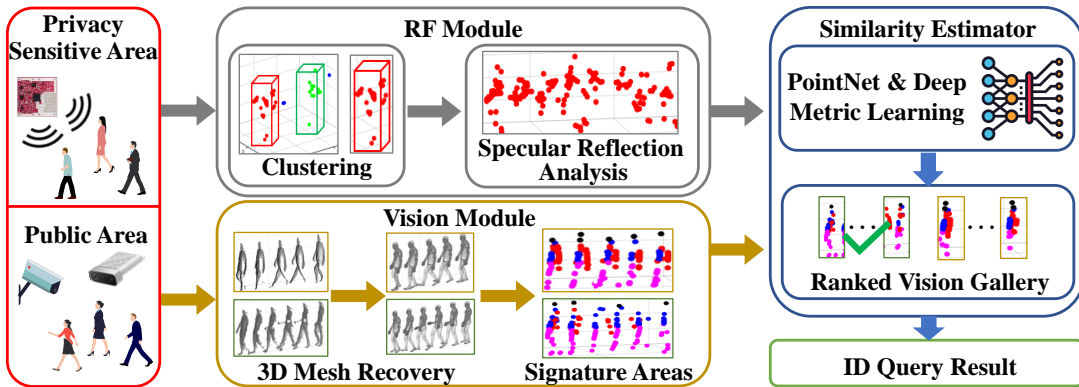 Privacy
Sensitive Area
Public Area
RF Module
Clustering
Specular Reflection
Analysis
Vision Module
3D Mesh Recovery
Signature Areas
Similarity Estimator
PointNet & Deep
Metric Learning
Ranked Vision Gallery
ID Query Result